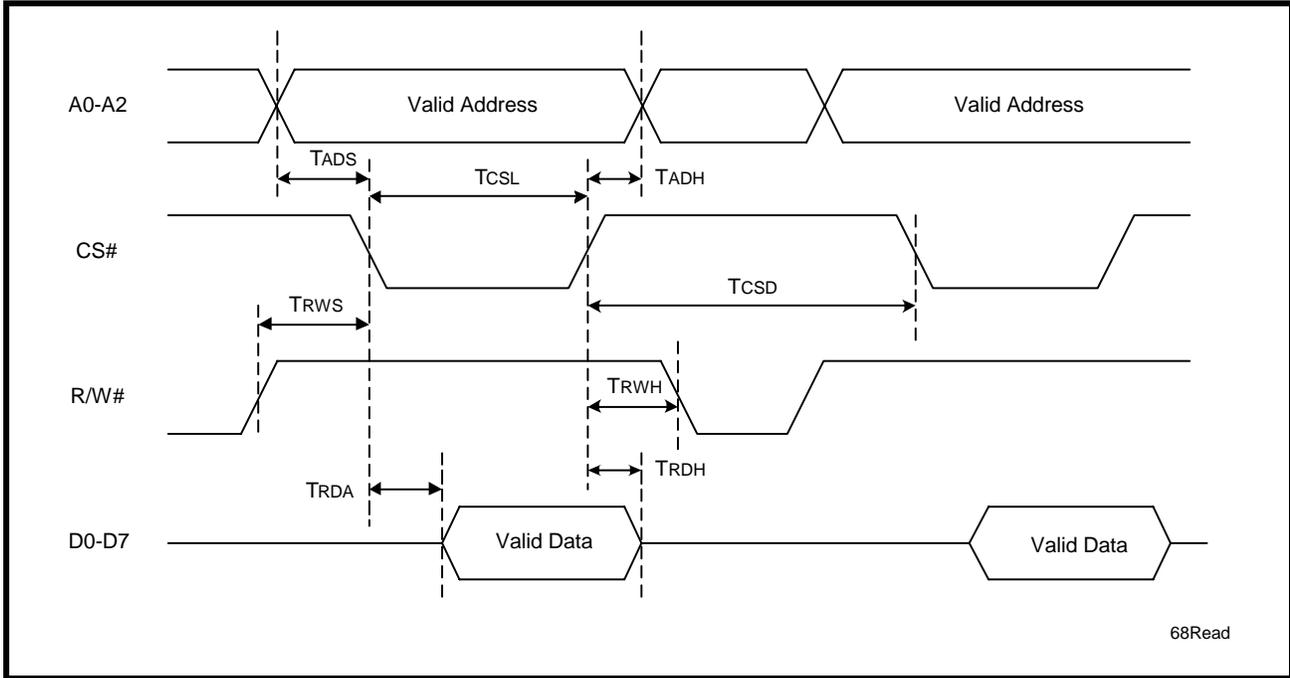 A0-A2
Valid Address
Valid Address
TADS
TCSL
TADH
CS#
TCSD
TRWS
R/W#
TRWH
TRDH
TRDA
D0-D7
Valid Data
Valid Data
68Read